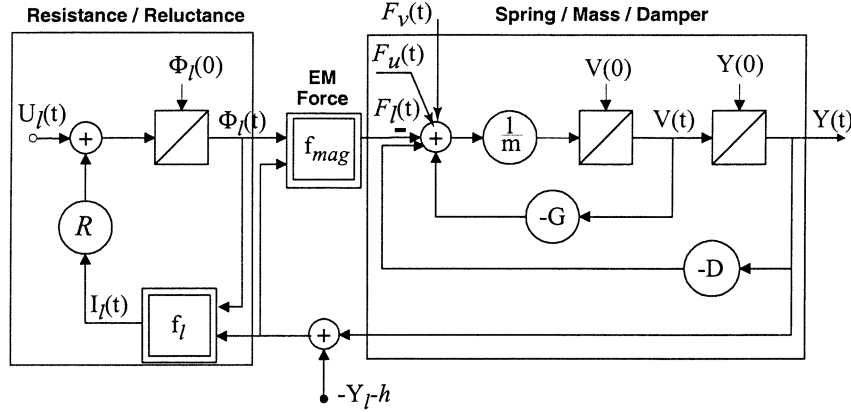 Resistance / Reluctance
Spring / Mass / Damper
F_v(t)
Φ_l(0)
EM
Force
F_u(t)
V(0)
Y(0)
U_l(t)
+
Φ_l(t)
f_mag
F_l(t)
-
+
1/m
V(t)
Y(t)
R
-G
-D
I_l(t)
f_l
+
-Y_l-h